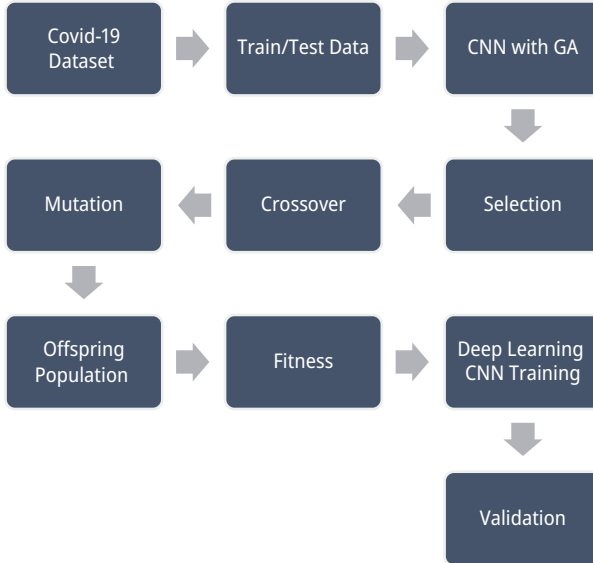 Covid-19
Dataset
Train/Test Data
CNN with GA
Selection
Crossover
Mutation
Offspring
Population
Fitness
Deep Learning
CNN Training
Validation